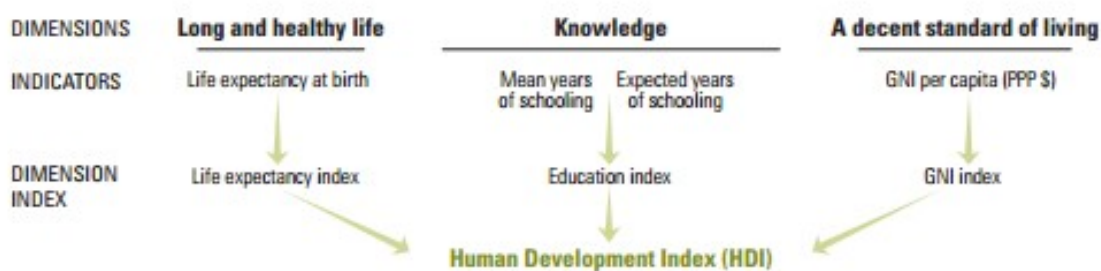 DIMENSIONS Long and healthy life Knowledge A decent standard of living
INDICATORS Life expectancy at birth Mean years Expected years GNI per capita (PPP $)
of schooling of schooling
DIMENSION Life expectancy index Education index GNI index
INDEX
Human Development Index (HDI)